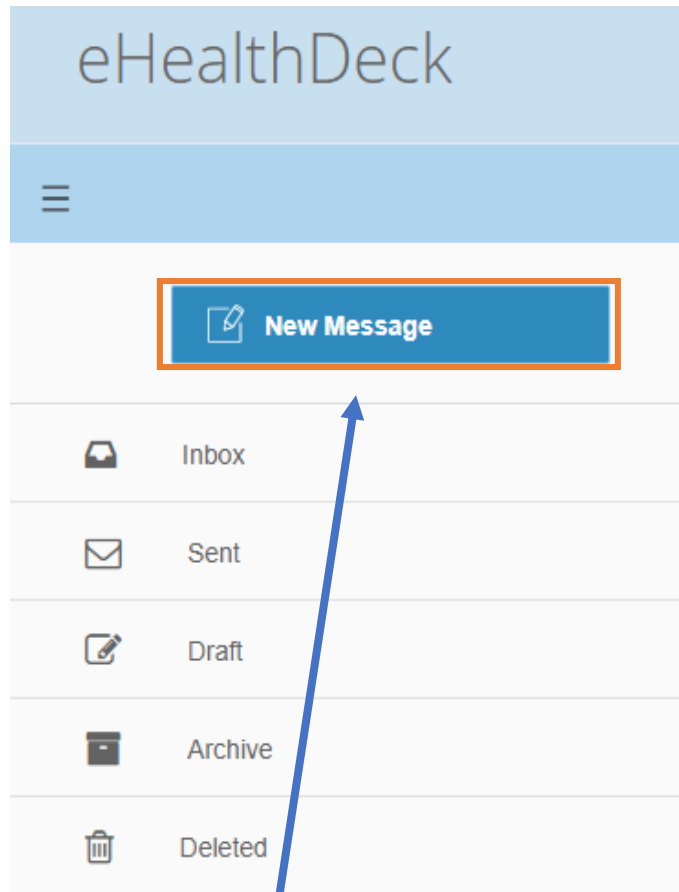 eHealthDeck
New Message
Inbox
Sent
Draft
Archive
Deleted